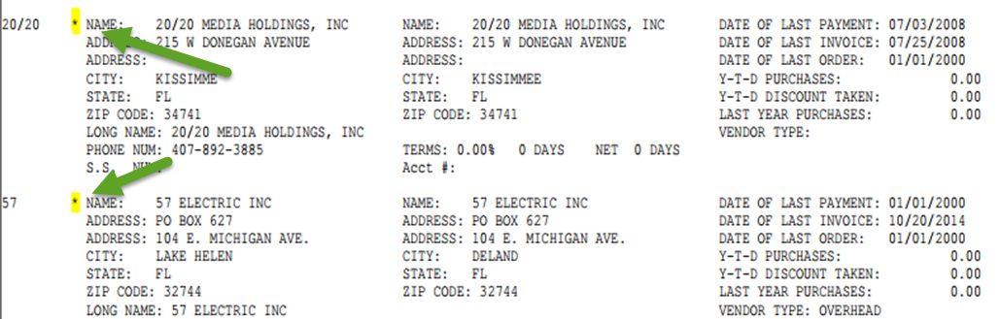 20/20 * NAME: 20/20 MEDIA HOLDINGS, INC NAME: 20/20 MEDIA HOLDINGS, INC DATE OF LAST PAYMENT: 07/03/2008
ADDRESS: 215 W DONEGAN AVENUE ADDRESS: 215 W DONEGAN AVENUE DATE OF LAST INVOICE: 07/25/2008
ADDRESS: ADDRESS: DATE OF LAST ORDER: 01/01/2000
CITY: KISSIMME CITY: KISSIMMEE Y-T-D PURCHASES: 0.00
STATE: FL STATE: FL Y-T-D DISCOUNT TAKEN: 0.00
ZIP CODE: 34741 ZIP CODE: 34741 LAST YEAR PURCHASES: 0.00
LONG NAME: 20/20 MEDIA HOLDINGS, INC VENDOR TYPE:
PHONE NUM: 407-892-3885 TERMS: 0.00% 0 DAYS NET 0 DAYS
S.S. NUM: Acct #:
57 * NAME: 57 ELECTRIC INC NAME: 57 ELECTRIC INC DATE OF LAST PAYMENT: 01/01/2000
ADDRESS: PO BOX 627 ADDRESS: PO BOX 627 DATE OF LAST INVOICE: 10/20/2014
ADDRESS: 104 E. MICHIGAN AVE. ADDRESS: 104 E. MICHIGAN AVE. DATE OF LAST ORDER: 01/01/2000
CITY: LAKE HELEN CITY: DELAND Y-T-D PURCHASES: 0.00
STATE: FL STATE: FL Y-T-D DISCOUNT TAKEN: 0.00
ZIP CODE: 32744 ZIP CODE: 32744 LAST YEAR PURCHASES: 0.00
LONG NAME: 57 ELECTRIC INC VENDOR TYPE: OVERHEAD